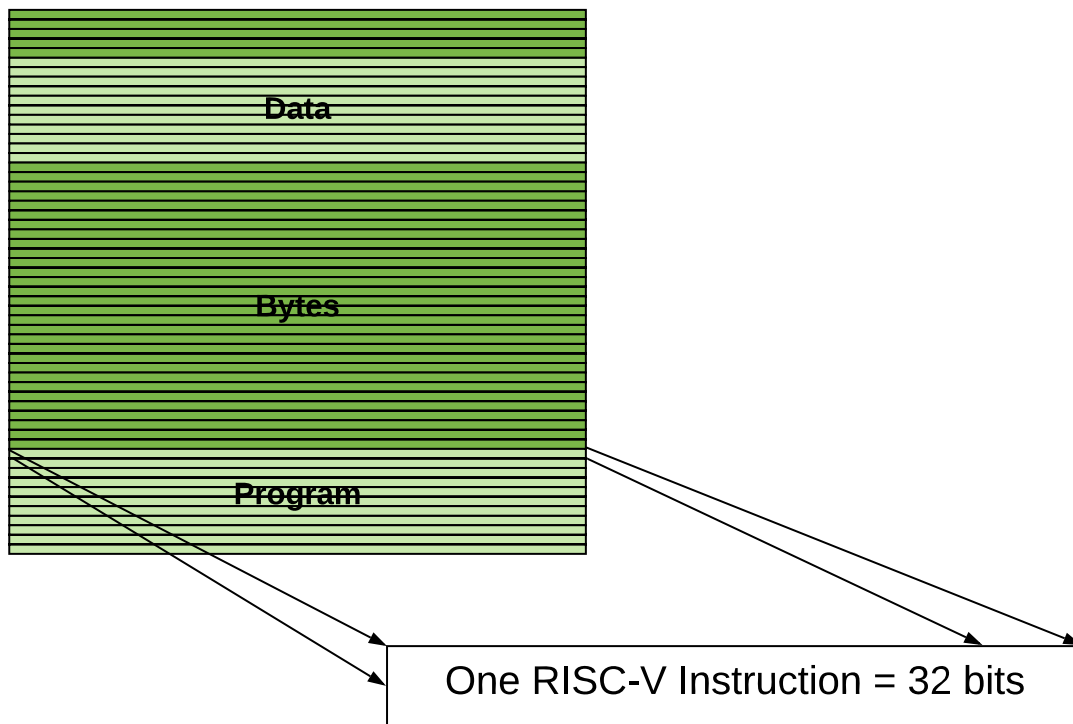 Data
Bytes
Program
One RISC-V Instruction = 32 bits